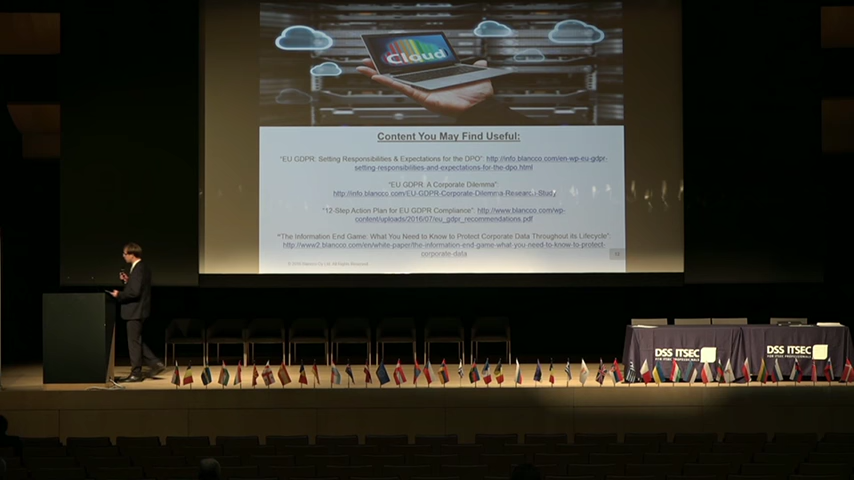 Cloud
Content You May Find Useful:
"EU GDPR: Setting Responsibilities & Expectations for the DPO": http://info.blancco.com/en-wp-eu-gdpr-
setting-responsibilities-and-expectations-for-the-dpo.html
"EU GDPR: A Corporate Dilemma":
http://info.blancco.com/EU-GDPR-Corporate-Dilemma-Research-Study
"12-Step Action Plan for EU GDPR Compliance": http://www.blancco.com/wp-
content/uploads/2016/07/eu_gdpr_recommendations.pdf
"The Information End Game: What You Need to Know to Protect Corporate Data Throughout its Lifecycle":
http://www2.blancco.com/en/white-paper/the-information-end-game-what-you-need-to-know-to-protect-
corporate-data
DSS ITSEC
DSS ITSEC